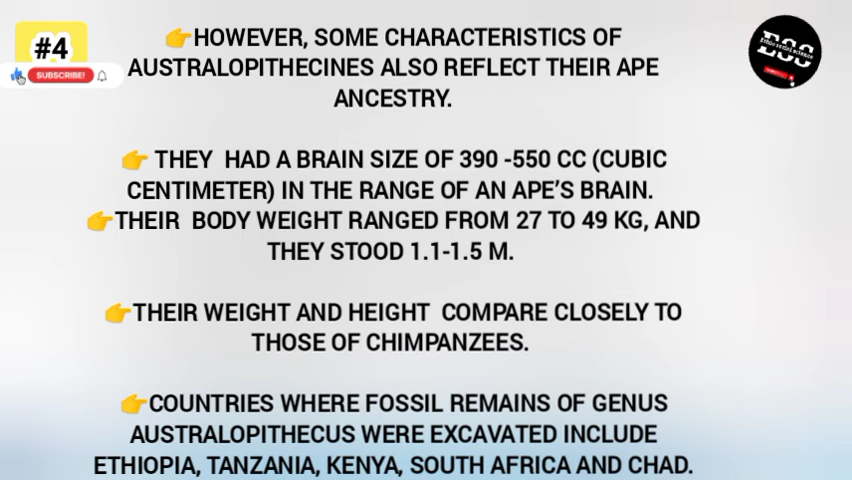 #4
SUBSCRIBE!
ESS
👉HOWEVER, SOME CHARACTERISTICS OF
AUSTRALOPITHECINES ALSO REFLECT THEIR APE
ANCESTRY.
👉 THEY HAD A BRAIN SIZE OF 390 -550 CC (CUBIC
CENTIMETER) IN THE RANGE OF AN APE'S BRAIN.
👉THEIR BODY WEIGHT RANGED FROM 27 TO 49 KG, AND
THEY STOOD 1.1-1.5 M.
👉THEIR WEIGHT AND HEIGHT COMPARE CLOSELY TO
THOSE OF CHIMPANZEES.
👉COUNTRIES WHERE FOSSIL REMAINS OF GENUS
AUSTRALOPITHECUS WERE EXCAVATED INCLUDE
ETHIOPIA, TANZANIA, KENYA, SOUTH AFRICA AND CHAD.